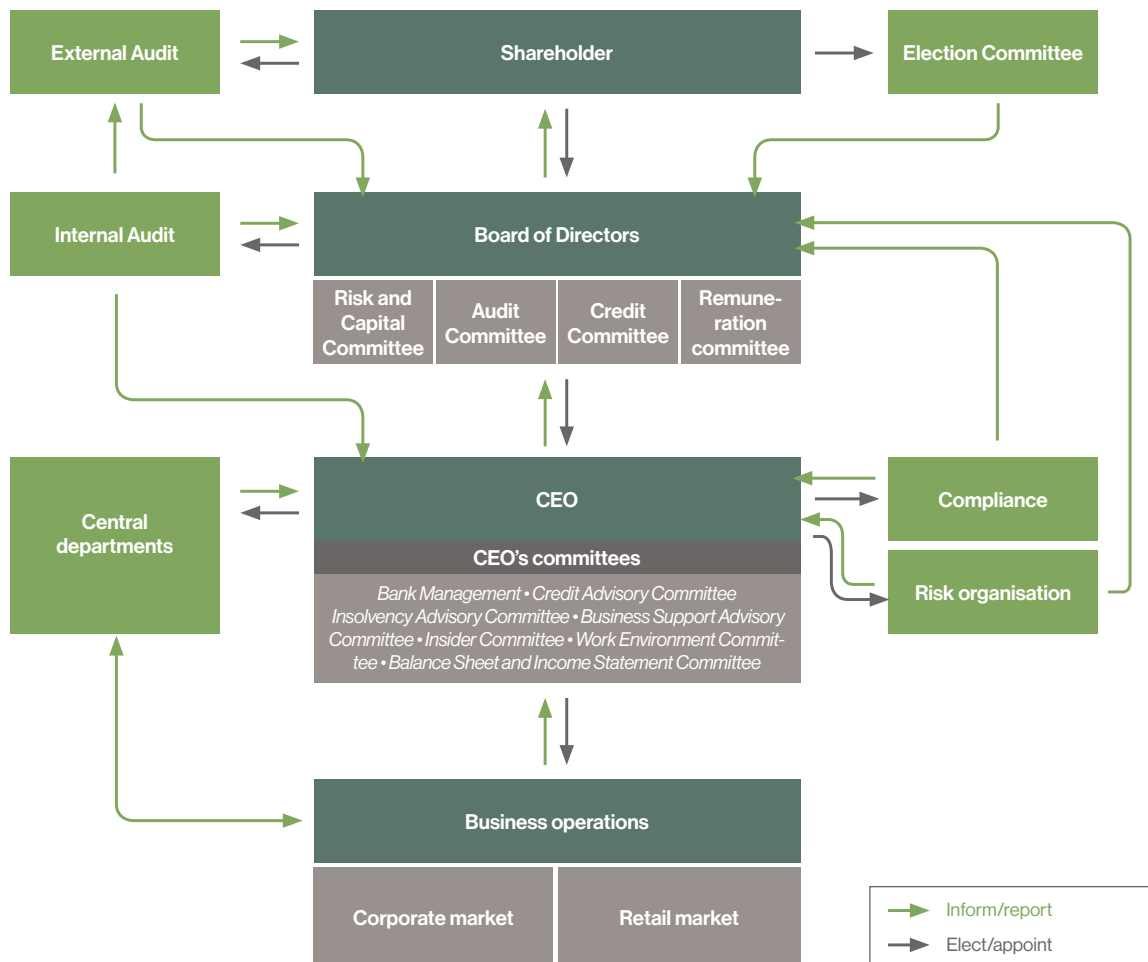 External Audit
Shareholder
Election Committee
Internal Audit
Board of Directors
Risk and
Capital
Committee
Audit
Committee
Credit
Committee
Remune-
ration
committee
Central
departments
CEO
Compliance
CEO’s committees
Bank Management • Credit Advisory Committee
Insolvency Advisory Committee • Business Support Advisory
Committee • Insider Committee • Work Environment Commit-
tee • Balance Sheet and Income Statement Committee
Risk organisation
Business operations
Corporate market
Retail market
Inform/report
Elect/appoint